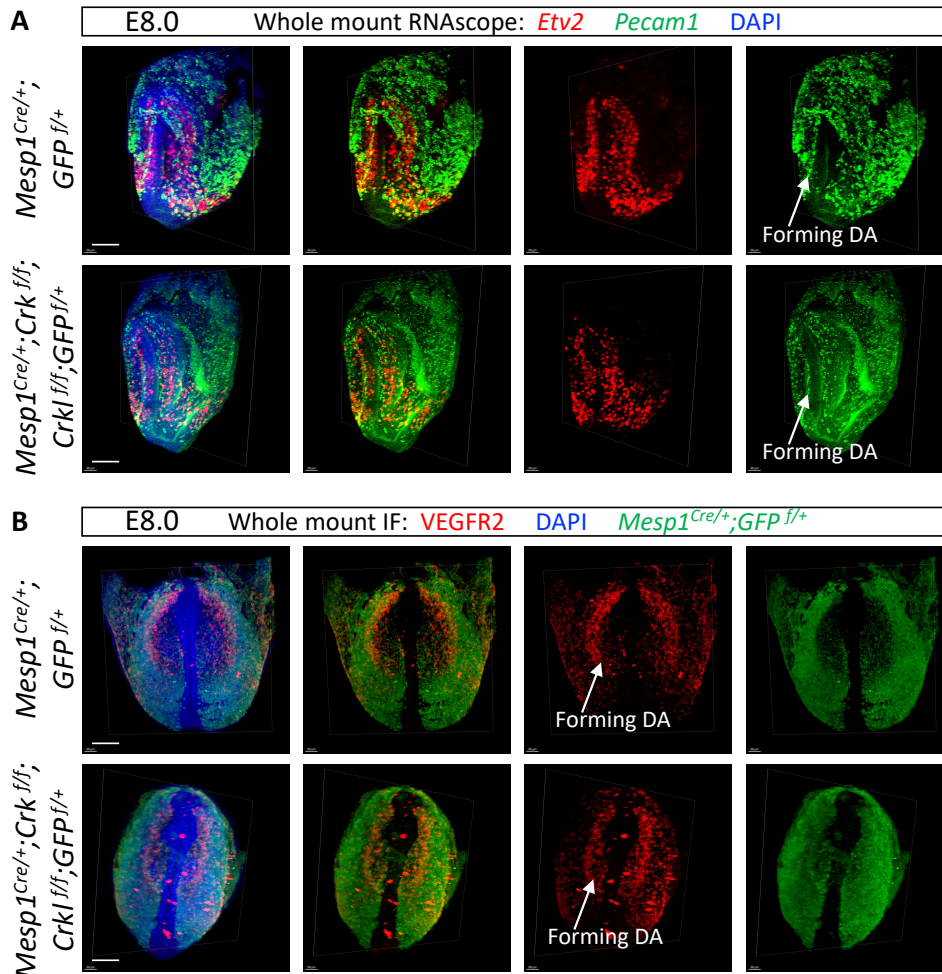 A
E8.0 Whole mount RNAscope: Etv2 Pecam1 DAPI
Mesp1Cre/+;
GFP f/+
Forming DA
Mesp1Cre/+;Crk f/f;
Crkl f/f;GFP f/+
Forming DA
B
E8.0 Whole mount IF: VEGFR2 DAPI Mesp1Cre/+;GFP f/+
Mesp1Cre/+;
GFP f/+
Forming DA
Mesp1Cre/+;Crk f/f;
Crkl f/f;GFP f/+
Forming DA